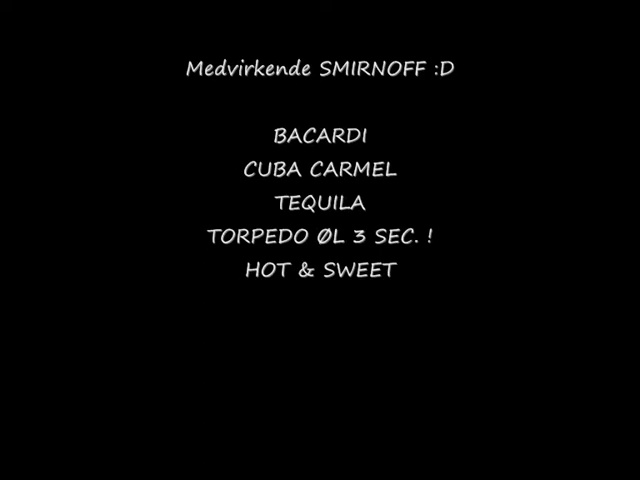 Medvirkende SMIRNOFF :D
BACARDI
CUBA CARMEL
TEQUILA
TORPEDO ØL 3 SEC. !
HOT & SWEET